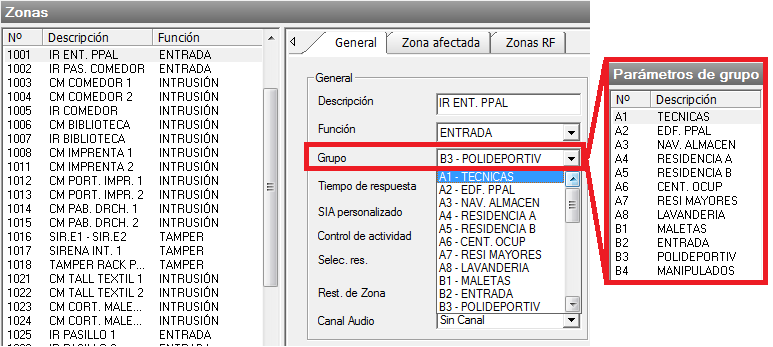 Zonas
Nº Descripción Función
1001 IR ENT. PPAL ENTRADA
1002 IR PAS. COMEDOR ENTRADA
1003 CM COMEDOR 1 INTRUSIÓN
1004 CM COMEDOR 2 INTRUSIÓN
1005 IR COMEDOR INTRUSIÓN
1006 CM BIBLIOTECA INTRUSIÓN
1007 IR BIBLIOTECA INTRUSIÓN
1008 CM IMPRENTA 1 INTRUSIÓN
1011 CM IMPRENTA 2 INTRUSIÓN
1012 CM PORT. IMPR. 1 INTRUSIÓN
1013 CM PORT. IMPR. 2 INTRUSIÓN
1014 CM PAB. DRCH. 1 INTRUSIÓN
1015 CM PAB. DRCH. 2 INTRUSIÓN
1016 SIR.E1 - SIR.E2 TAMPER
1017 SIRENA INT. 1 TAMPER
1018 TAMPER RACK P... TAMPER
1021 CM TALL TEXTIL 1 INTRUSIÓN
1022 CM TALL TEXTIL 2 INTRUSIÓN
1023 CM CORT. MALE... INTRUSIÓN
1024 CM CORT. MALE... INTRUSIÓN
1025 IR PASILLO 1 ENTRADA
General Zona afectada Zonas RF
General
Descripción IR ENT. PPAL
Función ENTRADA
Grupo B3 - POLIDEPORTIV
Tiempo de respuesta
SIA personalizado
Control de actividad
Selec. res.
Rest. de Zona
Canal Audio Sin Canal
A1 - TECNICAS
A2 - EDF. PPAL
A3 - NAV. ALMACEN
A4 - RESIDENCIA A
A5 - RESIDENCIA B
A6 - CENT. OCUP
A7 - RESI MAYORES
A8 - LAVANDERIA
B1 - MALETAS
B2 - ENTRADA
B3 - POLIDEPORTIV
Parámetros de grupo
Nº Descripción
A1 TECNICAS
A2 EDF. PPAL
A3 NAV. ALMACEN
A4 RESIDENCIA A
A5 RESIDENCIA B
A6 CENT. OCUP
A7 RESI MAYORES
A8 LAVANDERIA
B1 MALETAS
B2 ENTRADA
B3 POLIDEPORTIV
B4 MANIPULADOS